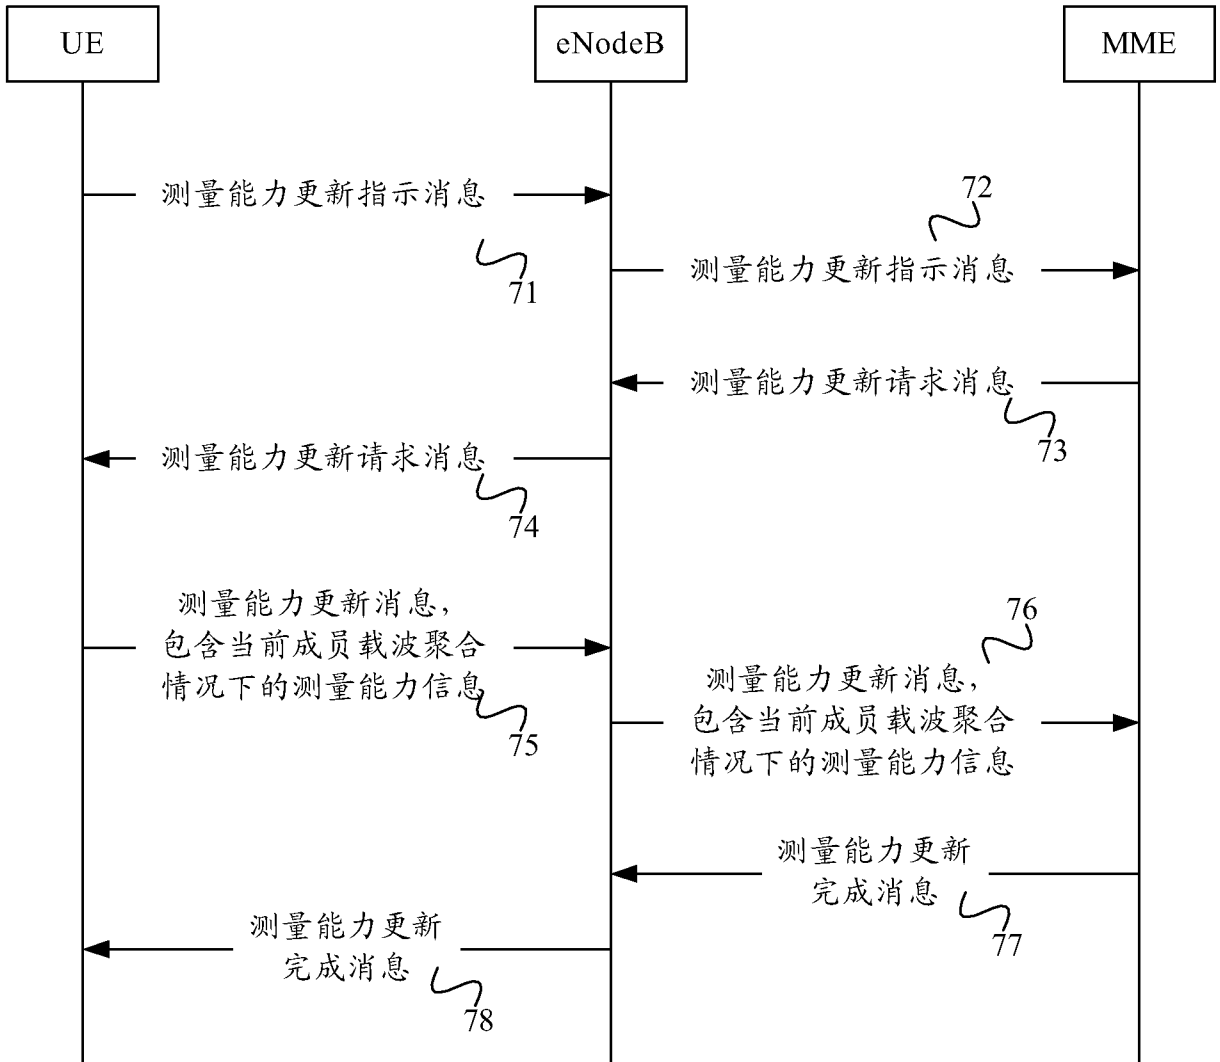 UE
eNodeB
MME
测量能力更新指示消息
71
72
测量能力更新指示消息
测量能力更新请求消息
73
测量能力更新请求消息
74
测量能力更新消息，
包含当前成员载波聚合
情况下的测量能力信息
75
76
测量能力更新消息，
包含当前成员载波聚合
情况下的测量能力信息
测量能力更新
完成消息
77
测量能力更新
完成消息
78